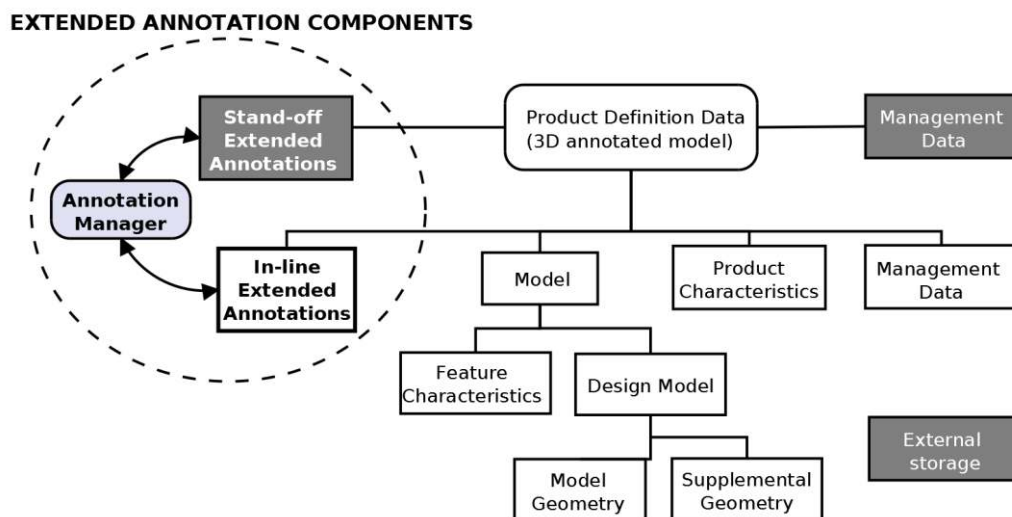 EXTENDED ANNOTATION COMPONENTS
Stand-off
Extended
Annotations
Product Definition Data
(3D annotated model)
Management
Data
Annotation
Manager
In-line
Extended
Annotations
Model
Product
Characteristics
Management
Data
Feature
Characteristics
Design Model
External
storage
Model
Geometry
Supplemental
Geometry